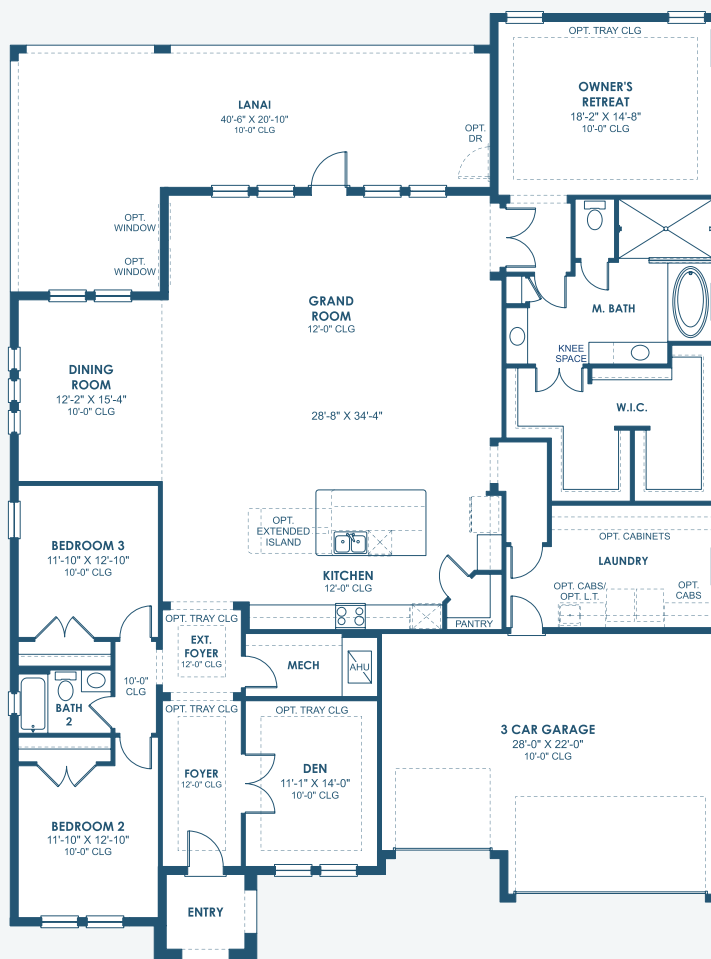 OPT. TRAY CLG
OWNER'S
RETREAT
18'-2" X 14'-8"
10'-0" CLG
LANAI
40'-6" X 20'-10"
10'-0" CLG
OPT.
DR
OPT.
WINDOW
OPT.
WINDOW
GRAND
ROOM
12'-0" CLG
28'-8" X 34'-4"
M. BATH
KNEE
SPACE
W.I.C.
DINING
ROOM
12'-2" X 15'-4"
10'-0" CLG
OPT.
EXTENDED
ISLAND
KITCHEN
12'-0" CLG
PANTRY
OPT. CABINETS
LAUNDRY
OPT. CABS/
OPT. L.T.
OPT.
CABS
BEDROOM 3
11'-10" X 12'-10"
10'-0" CLG
OPT. TRAY CLG
EXT.
FOYER
12'-0" CLG
MECH
AHU
10'-0"
CLG
BATH
2
OPT. TRAY CLG
FOYER
12'-0" CLG
OPT. TRAY CLG
DEN
11'-1" X 14'-0"
10'-0" CLG
3 CAR GARAGE
28'-0" X 22'-0"
10'-0" CLG
BEDROOM 2
11'-10" X 12'-10"
10'-0" CLG
ENTRY